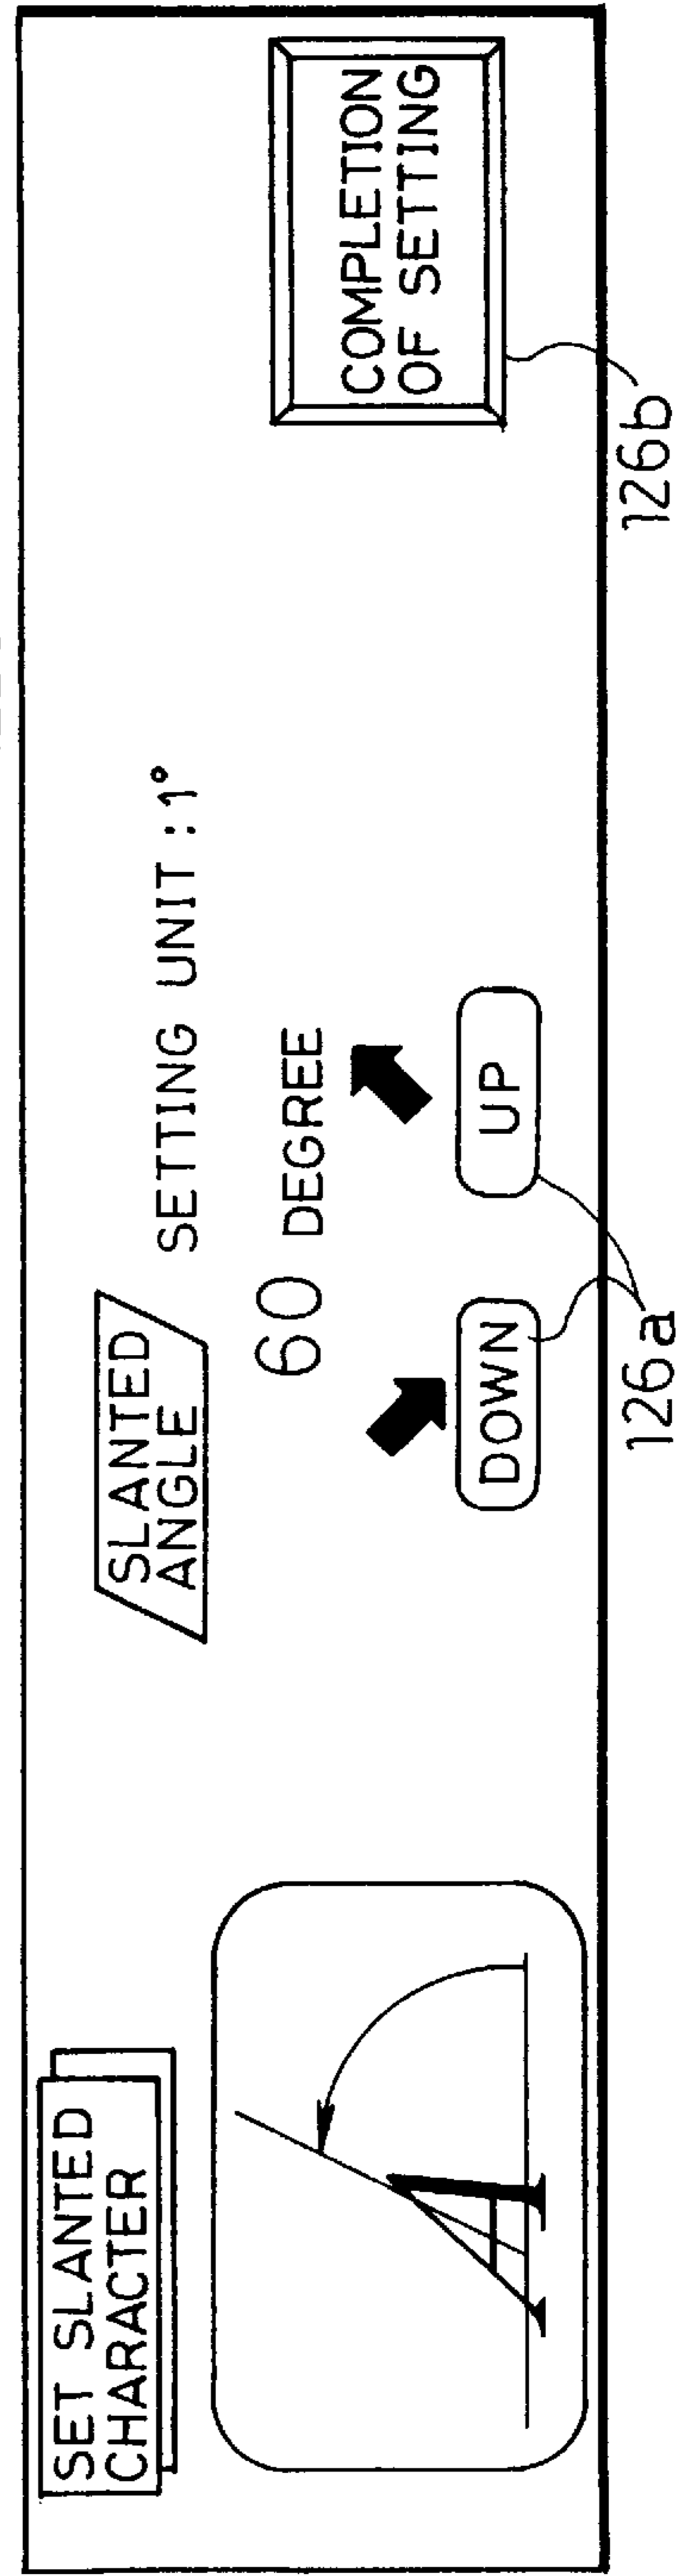 SET SLANTED
CHARACTER
SLANTED
ANGLE
SETTING UNIT : 1°
60 DEGREE
DOWN
UP
COMPLETION
OF SETTING
126a
126b